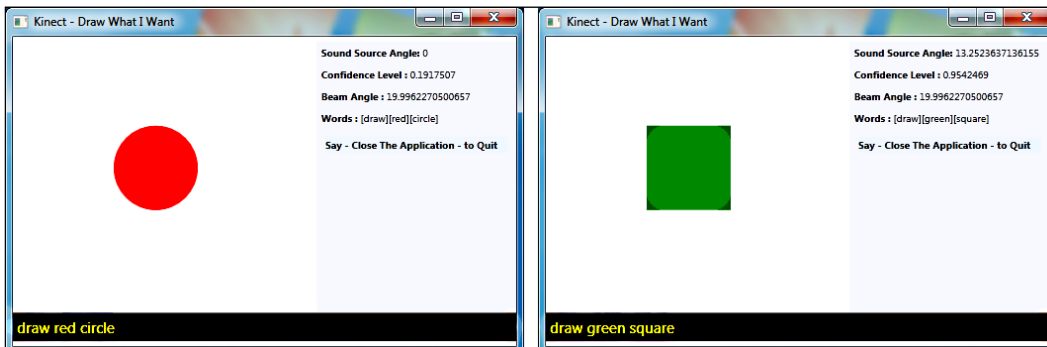 Kinect - Draw What I Want
Sound Source Angle: 0
Confidence Level : 0.1917507
Beam Angle : 19.9962270500657
Words : [draw][red][circle]
Say - Close The Application - to Quit
draw red circle
Kinect - Draw What I Want
Sound Source Angle: 13.2523637136155
Confidence Level : 0.9542469
Beam Angle : 19.9962270500657
Words : [draw][green][square]
Say - Close The Application - to Quit
draw green square